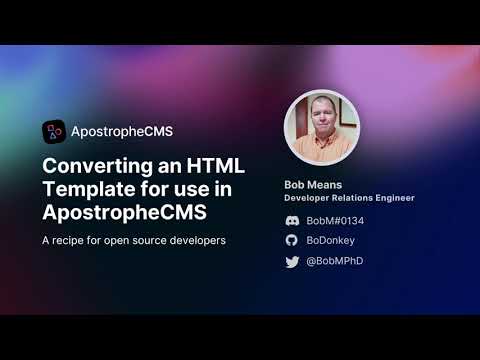 ApostropheCMS
Converting an HTML
Template for use in
ApostropheCMS
A recipe for open source developers
Bob Means
Developer Relations Engineer
BobM#0134
BoDonkey
@BobMPhD